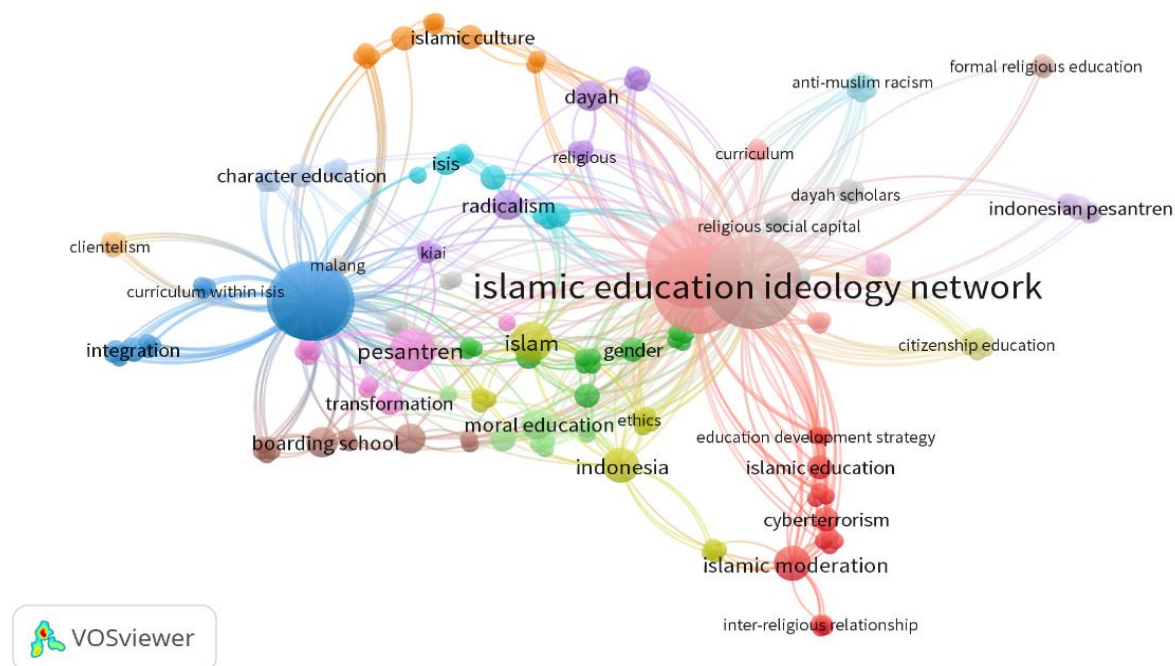 islamic culture
formal religious education
anti-muslim racism
dayah
curriculum
religious
isis
character education
dayah scholars
radicalism
indonesian pesantren
religious social capital
clientelism
kiai
malang
curriculum within isis
islamic education ideology network
integration
pesantren
islam
gender
citizenship education
transformation
moral education
ethics
boarding school
education development strategy
indonesia
islamic education
cyberterrorism
islamic moderation
inter-religious relationship
VOSviewer